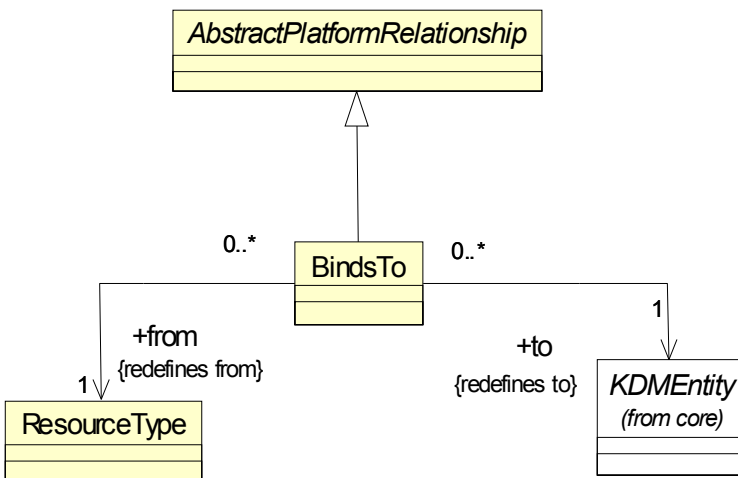 AbstractPlatformRelationship
0..*
BindsTo
0..*
+from
{redefines from}
1
ResourceType
+to
{redefines to}
1
KDMEntity
(from core)